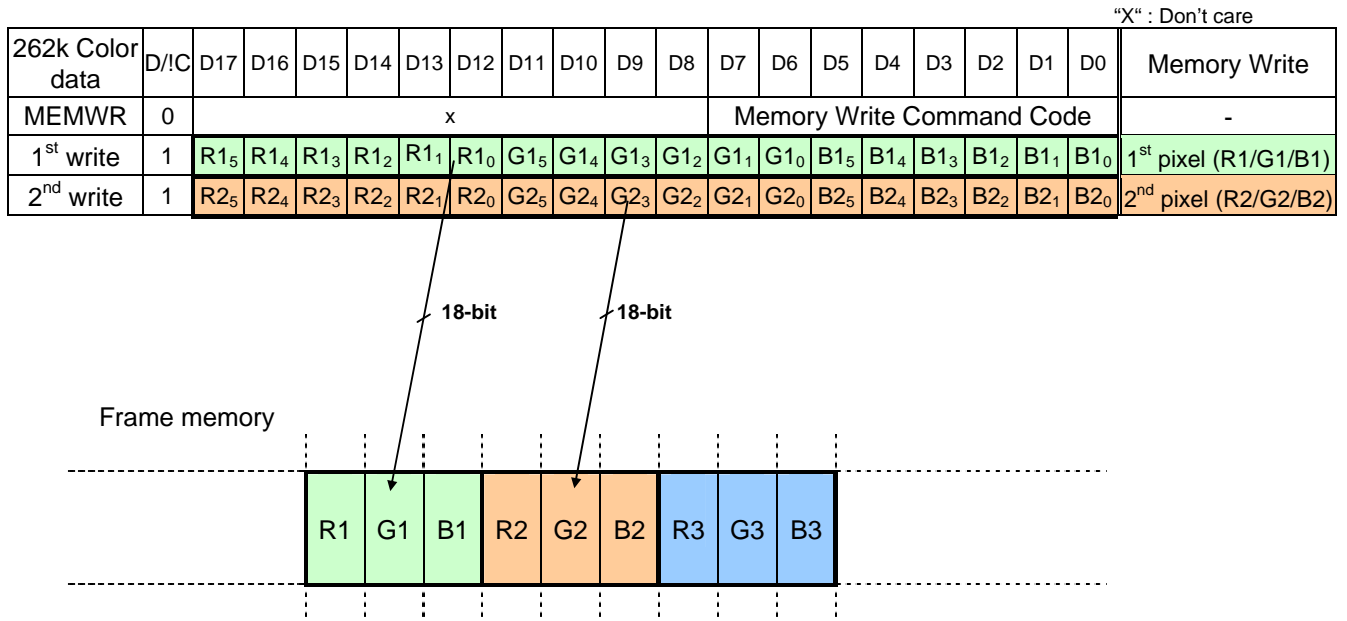 “X“ : Don’t care
262k Color data D/!C D17 D16 D15 D14 D13 D12 D11 D10 D9 D8 D7 D6 D5 D4 D3 D2 D1 D0 Memory Write
MEMWR 0 x Memory Write Command Code -
1st write 1 R15 R14 R13 R12 R11 R10 G15 G14 G13 G12 G11 G10 B15 B14 B13 B12 B11 B10 1st pixel (R1/G1/B1)
2nd write 1 R25 R24 R23 R22 R21 R20 G25 G24 G23 G22 G21 G20 B25 B24 B23 B22 B21 B20 2nd pixel (R2/G2/B2)
18-bit 18-bit
Frame memory
R1 G1 B1 R2 G2 B2 R3 G3 B3